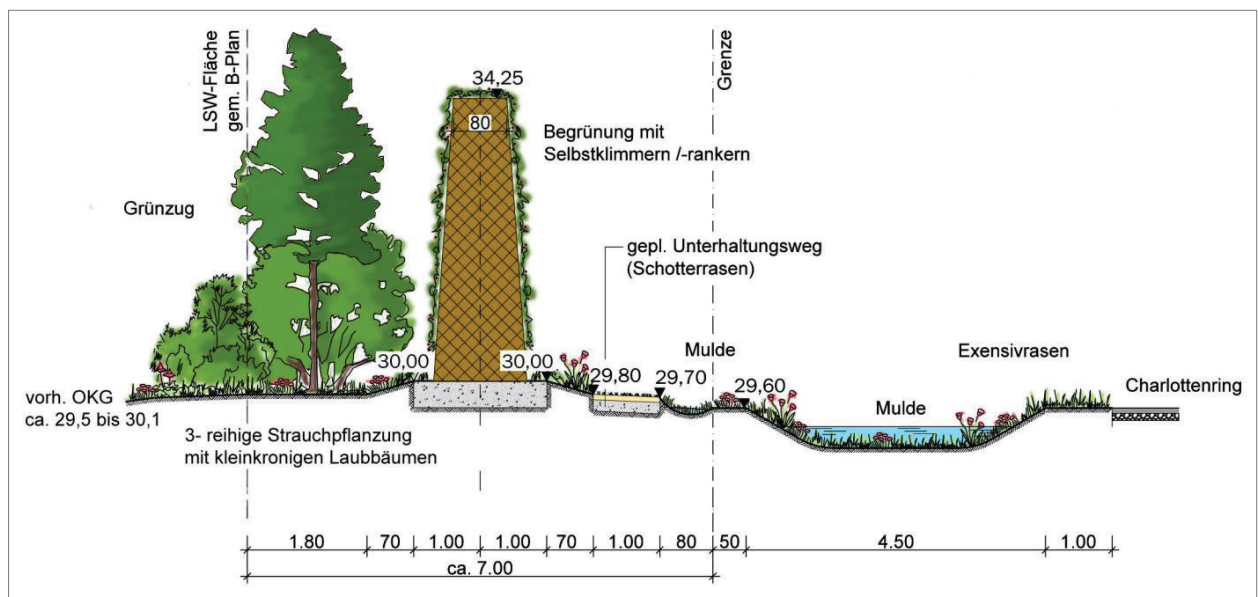 LSW-Fläche
gem. B-Plan
Grenze
34,25
80
Begrünung mit
Selbstklimmern /-rankern
Grünzug
gepl. Unterhaltungsweg
(Schotterrasen)
30,00
30,00
29,80
29,70
Mulde
29,60
Exensivrasen
Charlottenring
Mulde
vorh. OKG
ca. 29,5 bis 30,1
3- reihige Strauchpflanzung
mit kleinkronigen Laubbäumen
1.80 70 1.00 1.00 70 1.00 80 50 4.50 1.00
ca. 7.00